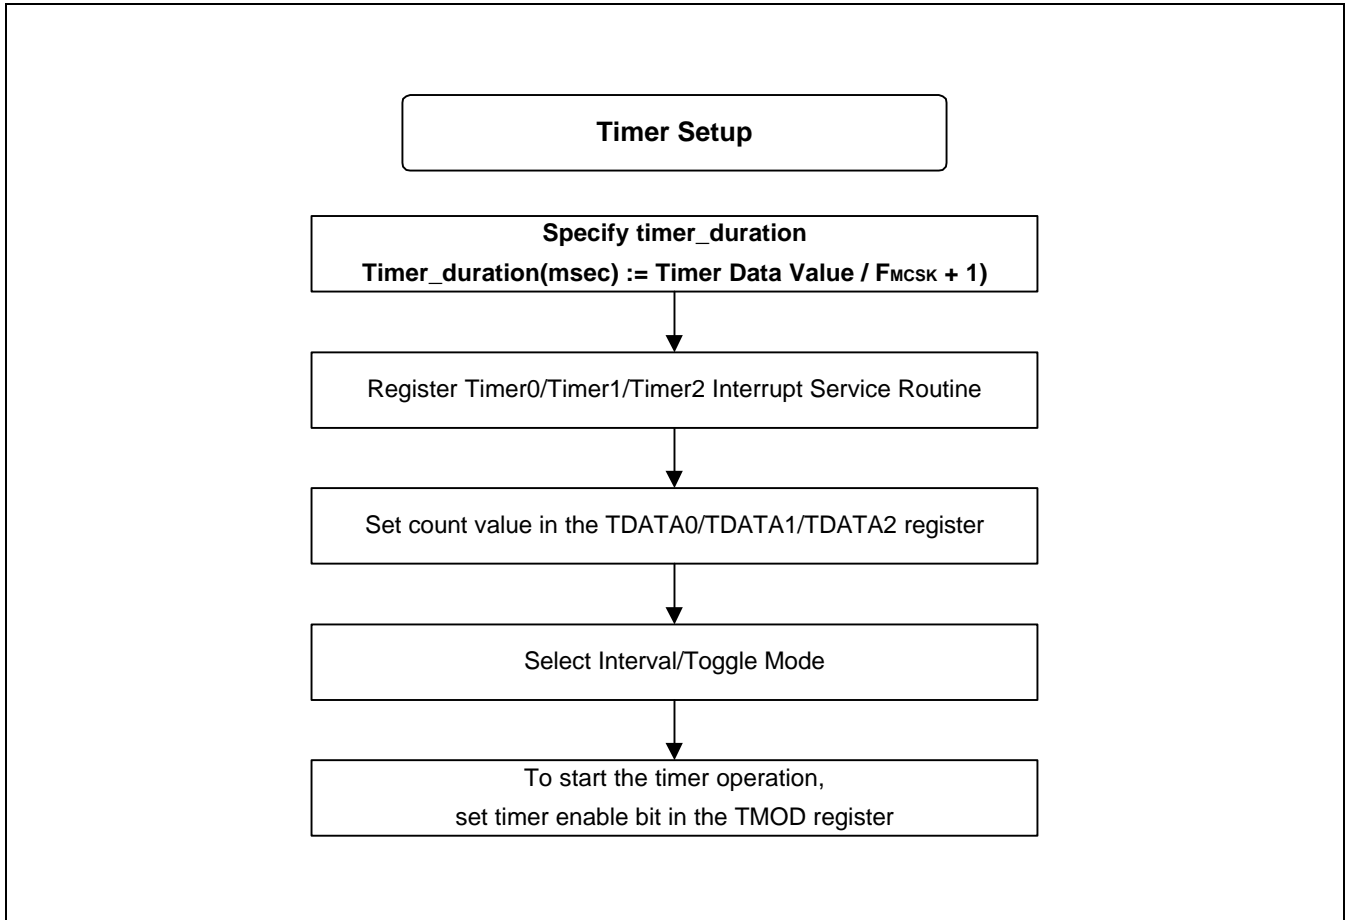 Timer Setup
Specify timer_duration
Timer_duration(msec) := Timer Data Value / FMCSK + 1)
Register Timer0/Timer1/Timer2 Interrupt Service Routine
Set count value in the TDATA0/TDATA1/TDATA2 register
Select Interval/Toggle Mode
To start the timer operation,
set timer enable bit in the TMOD register